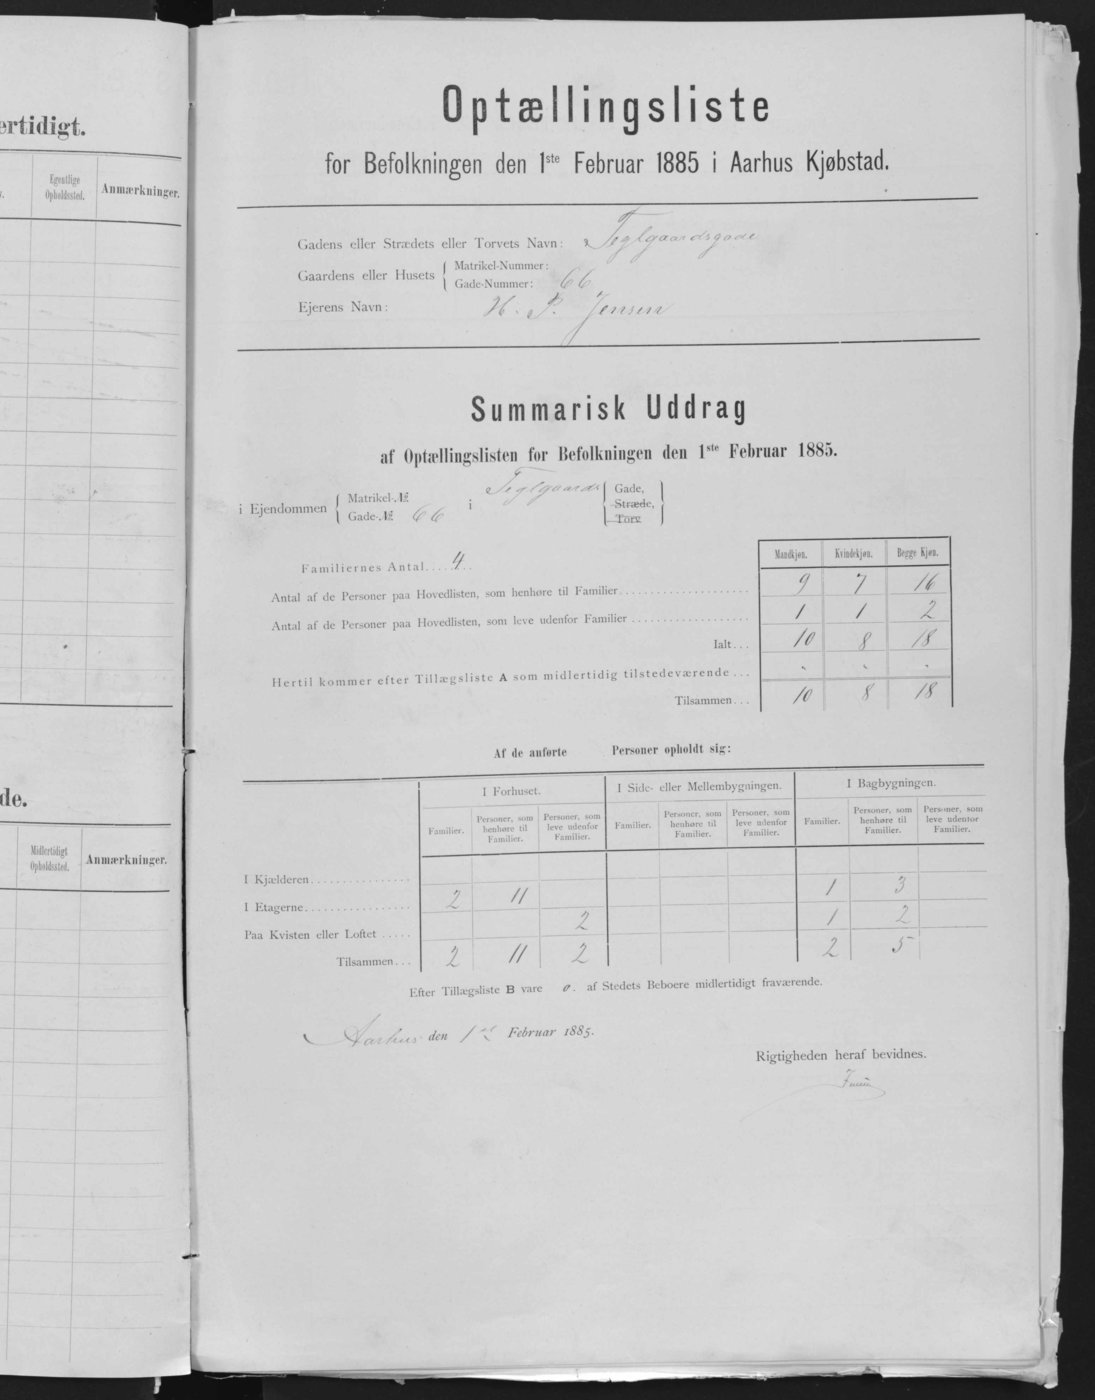 ertidigt.
Egentlige Opholdssted.
Anmærkninger.
de.
Midlertidigt Opholdssted.
Anmærkninger.
Optællingsliste
for Befolkningen den 1ste Februar 1885 i Aarhus Kjøbstad.
Gadens eller Strædets eller Torvets Navn: Teglgaardsgade
Gaardens eller Husets { Matrikel-Nummer:
Gade-Nummer: 66
Ejerens Navn: H. P. Jensen
Summarisk Uddrag
af Optællingslisten for Befolkningen den 1ste Februar 1885.
i Ejendommen { Matrikel-№
Gade-№ 66 i Teglgaards { Gade, Stræde, Torv }
Mandkjøn. Kvindekjøn. Begge Kjøn.
Familiernes Antal..... 4
Antal af de Personer paa Hovedlisten, som henhøre til Familier 9 7 16
Antal af de Personer paa Hovedlisten, som leve udenfor Familier 1 1 2
Ialt... 10 8 18
Hertil kommer efter Tillægsliste A som midlertidig tilstedeværende ... - - -
Tilsammen... 10 8 18
Af de anførte Personer opholdt sig:
I Forhuset. I Side- eller Mellembygningen. I Bagbygningen.
Familier. Personer, som henhøre til Familier. Personer, som leve udenfor Familier. Familier. Personer, som henhøre til Familier. Personer, som leve udenfor Familier. Familier. Personer, som henhøre til Familier. Personer, som leve udenfor Familier.
I Kjælderen
I Etagerne 2 11 1 3
Paa Kvisten eller Loftet 2 1 2
Tilsammen... 2 11 2 2 5
Efter Tillægsliste B vare 0. af Stedets Beboere midlertidigt fraværende.
Aarhus den 1st Februar 1885.
Rigtigheden heraf bevidnes.